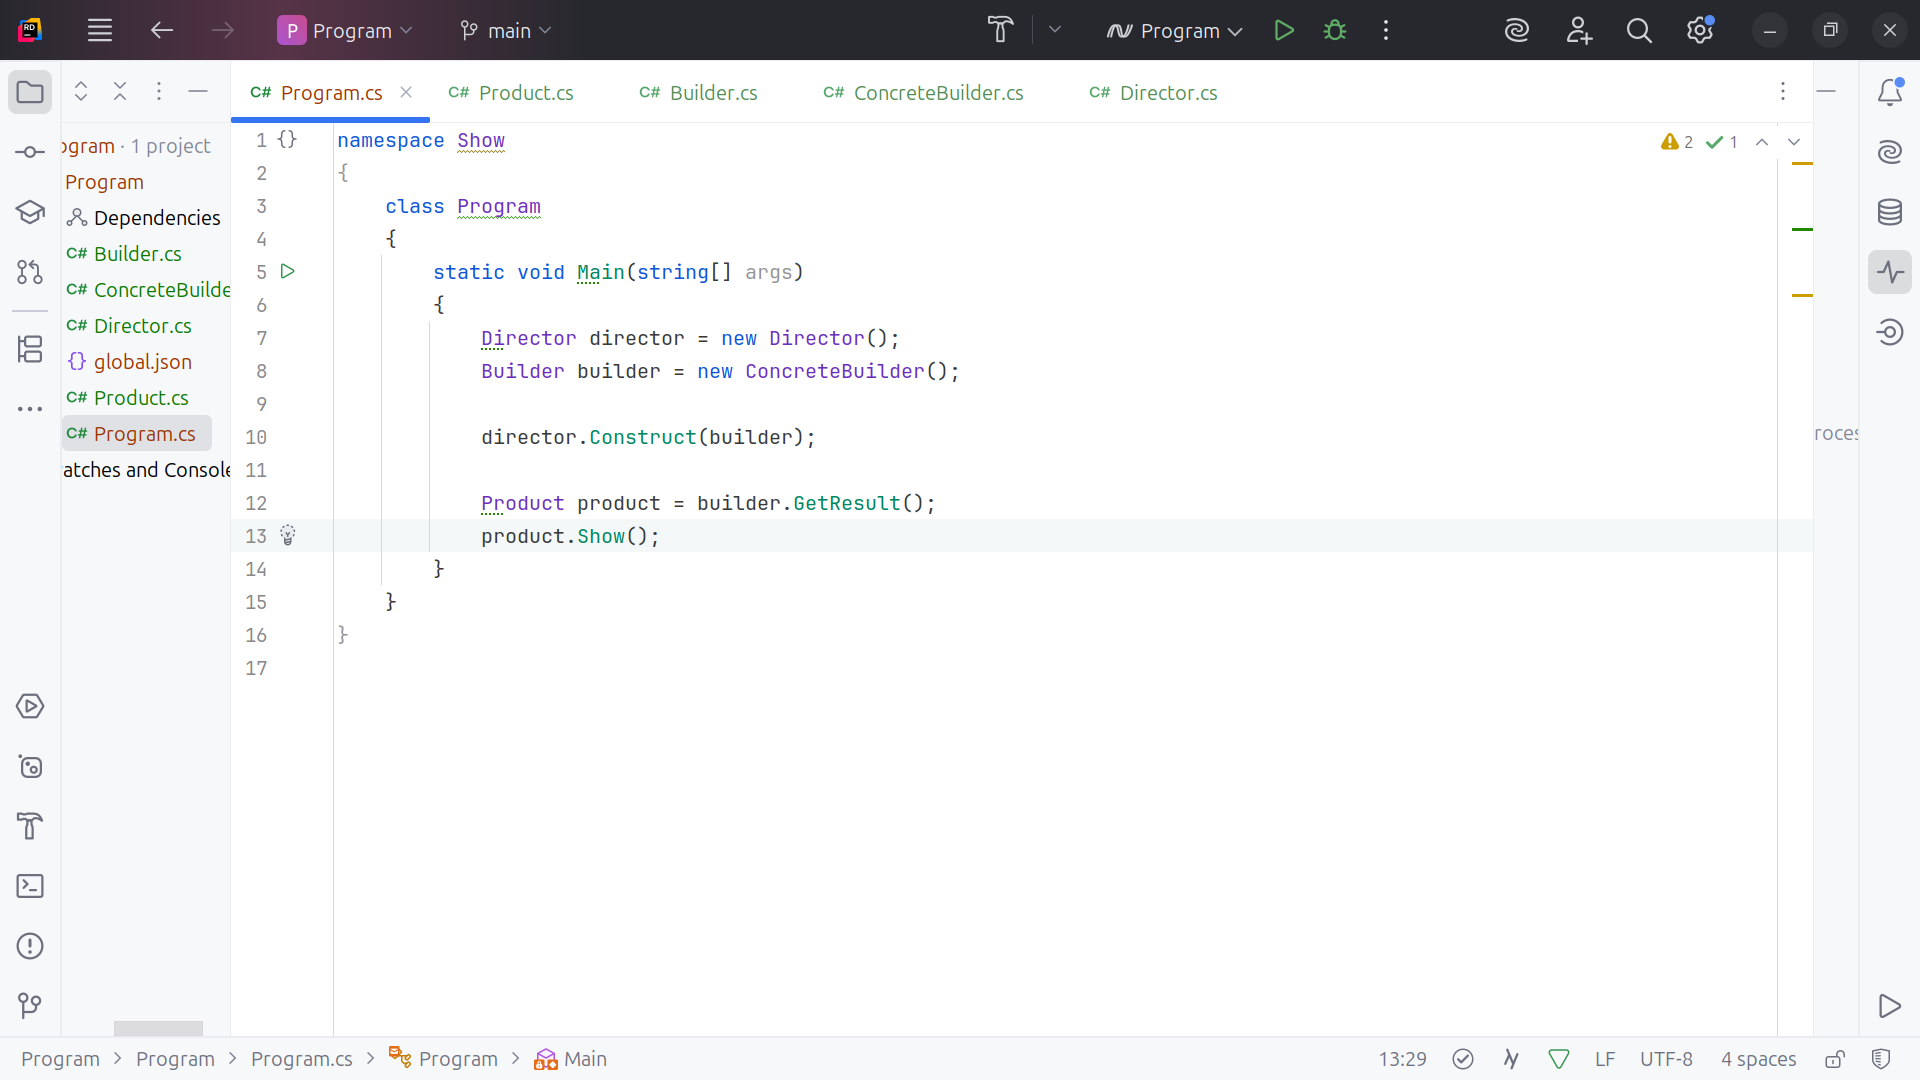 P Program main Program
C# Program.cs C# Product.cs C# Builder.cs C# ConcreteBuilder.cs C# Director.cs
ogram · 1 project
Program
Dependencies
C# Builder.cs
C# ConcreteBuilde
C# Director.cs
{} global.json
C# Product.cs
C# Program.cs
atches and Console
1 {} namespace Show
2 {
3 class Program
4 {
5 static void Main(string[] args)
6 {
7 Director director = new Director();
8 Builder builder = new ConcreteBuilder();
9
10 director.Construct(builder);
11
12 Product product = builder.GetResult();
13 product.Show();
14 }
15 }
16 }
17
2 1
roces
Program > Program > Program.cs > Program > Main
13:29 LF UTF-8 4 spaces